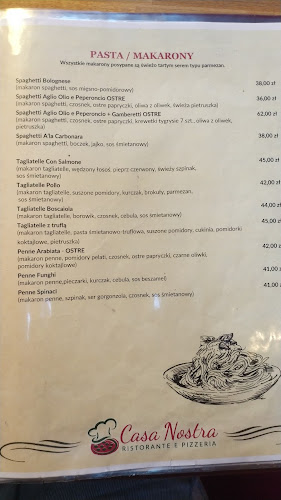 PASTA / MAKARONY
Wszystkie makarony posypane są świeżo tartym serem typu parmezan.
Spaghetti Bolognese 38,00 zł
(makaron spaghetti, sos mięsno-pomidorowy)
Spaghetti Aglio Olio e Peperoncio OSTRE 36,00 zł
(makaron spaghetti, czosnek, ostre papryczki, oliwa z oliwek, świeża pietruszka)
Spaghetti Aglio Olio e Peperoncio + Gamberetti OSTRE 62,00 zł
(makaron spaghetti, czosnek, ostre papryczki, krewetki tygrysie 7 szt., oliwa z oliwek,
pietruszka)
Spaghetti A'la Carbonara 38,00 zł
(makaron spaghetti, boczek, jajko, sos śmietanowy)
Tagliatelle Con Salmone 45,00 zł
(makaron tagliatelle, wędzony łosoś, pieprz czerwony, świeży szpinak,
sos śmietanowy)
Tagliatelle Pollo 42,00 zł
(makaron tagliatelle, suszone pomidory, kurczak, brokuty, parmezan,
sos śmietanowy)
Tagliatelle Boscaiola 44,00 zł
(makaron tagliatelle, borowik, czosnek, cebula, sos śmietanowy)
Tagliatelle z truflą 45,00 zł
(makaron tagliatelle, pasta śmietanowo-truflowa, suszone pomidory, cukinia, pomidorki
koktajlowe, pietruszka)
Penne Arabiata - OSTRE 42,00 zł
(makaron penne, pomidory pelati, czosnek, ostre papryczki, czarne oliwki,
pomidory koktajlowe)
Penne Funghi 41,00 zł
(makaron penne,pieczarki, kurczak, cebula, sos beszamel)
Penne Spinaci 41,00 zł
(makaron penne, szpinak, ser gorgonzola, czosnek, sos śmietanowy)
Casa Nostra
RISTORANTE E PIZZERIA